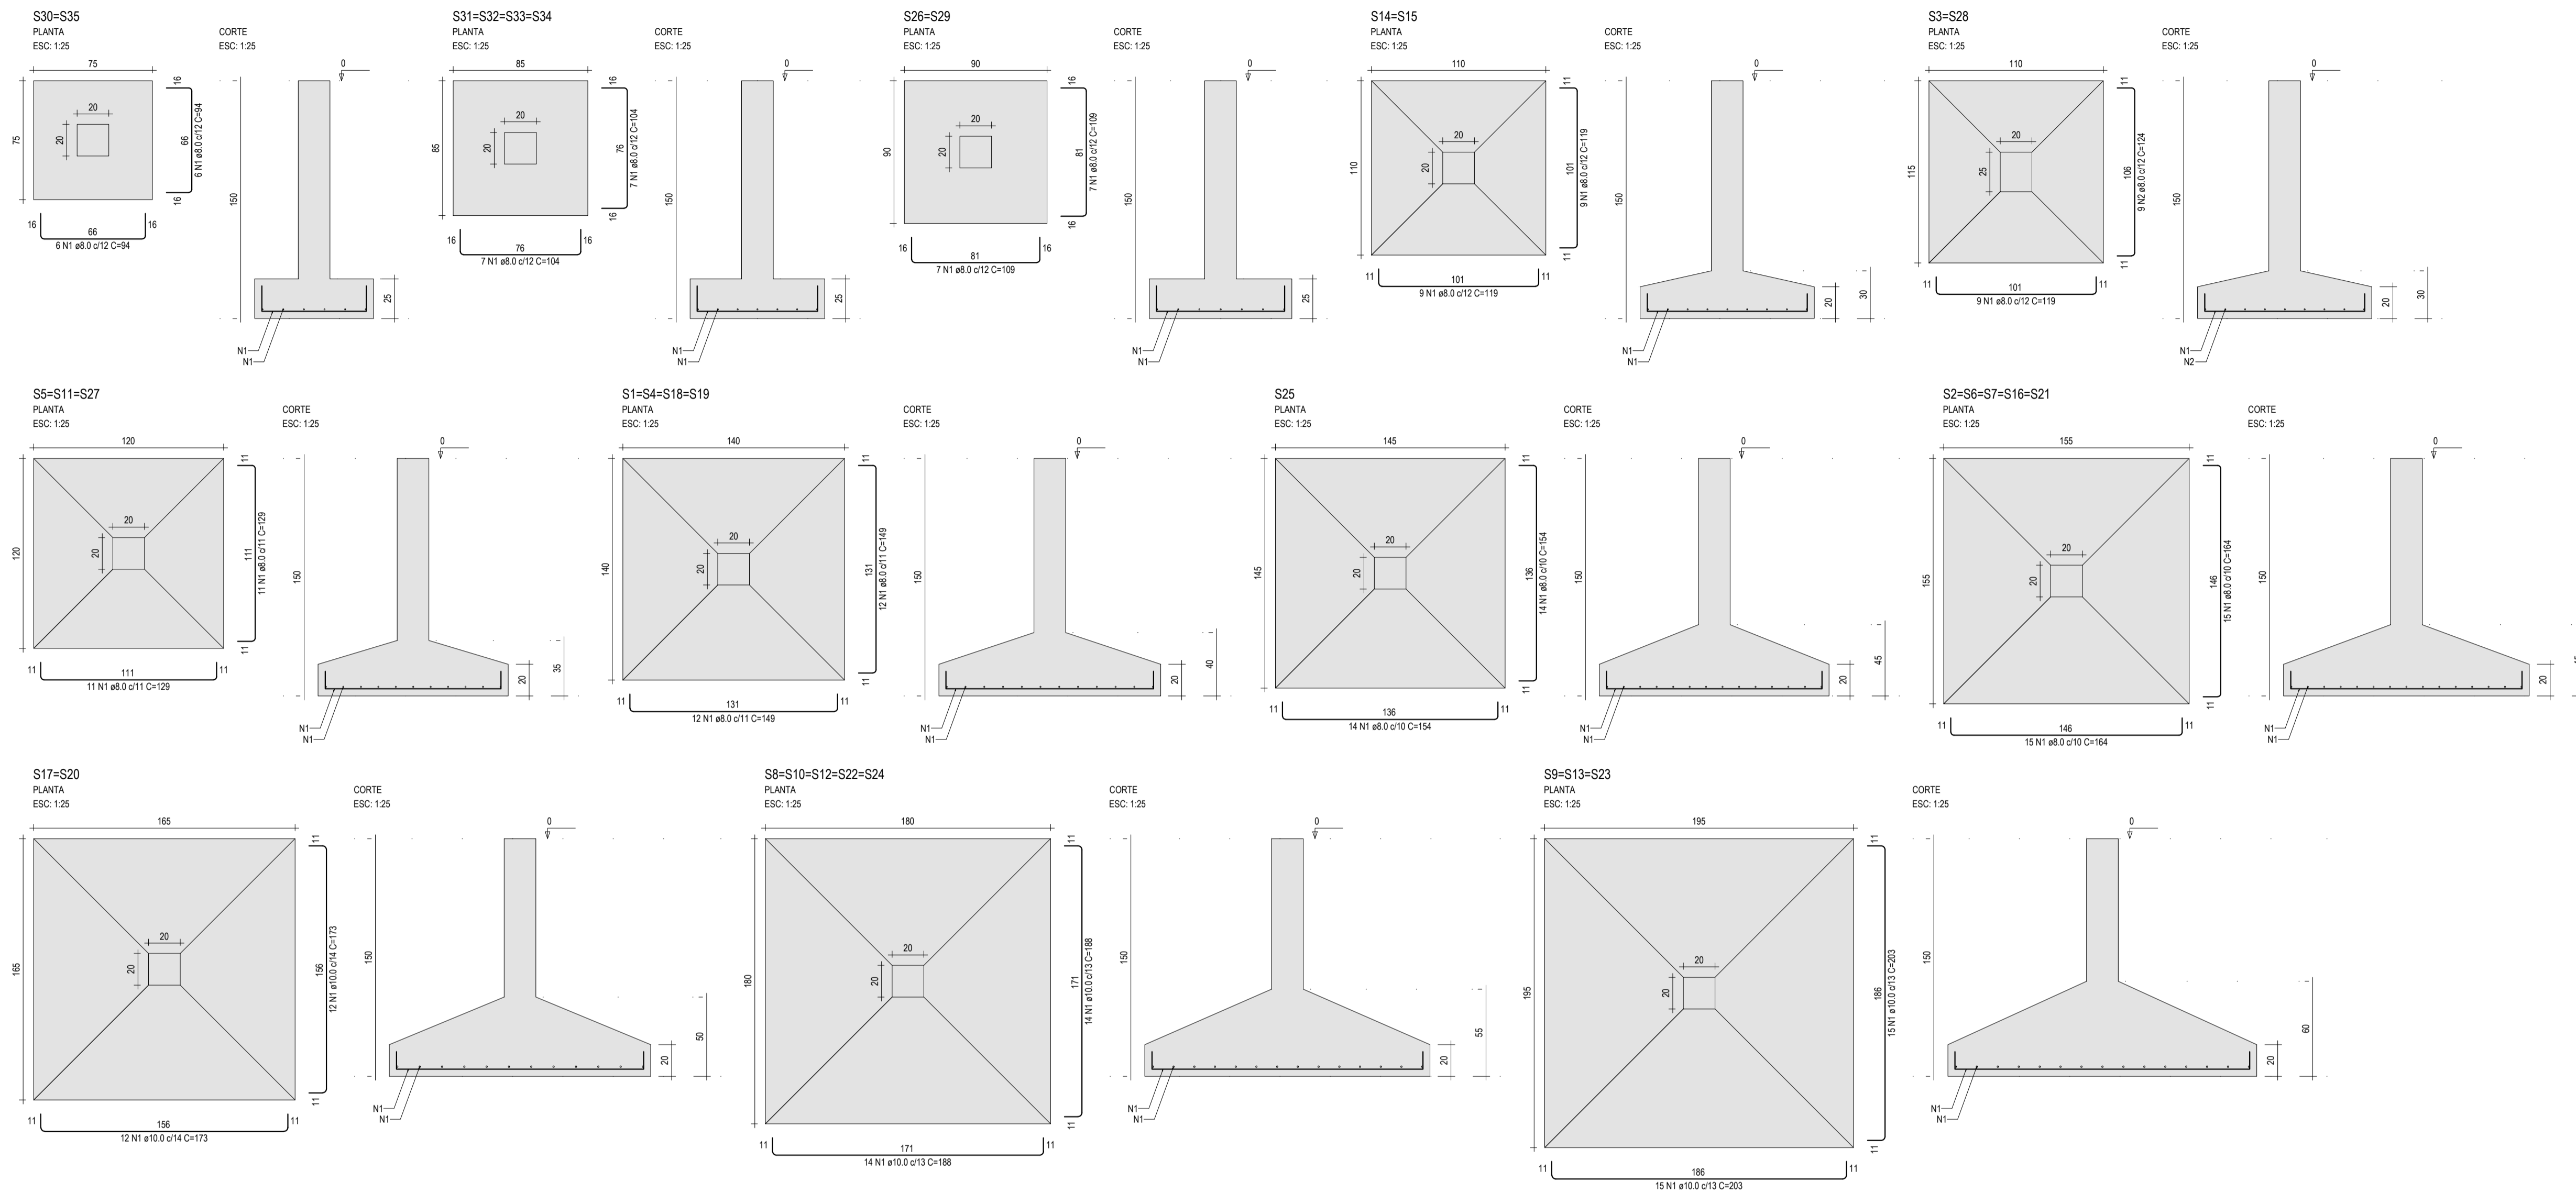 S30=S35
PLANTA
ESC: 1:25
CORTE
ESC: 1:25
75
75
20
20
16
66
6 N1 ø8.0 c/12 C=94
16
16
66
16
6 N1 ø8.0 c/12 C=94
0
150
25
N1
N1
S31=S32=S33=S34
PLANTA
ESC: 1:25
CORTE
ESC: 1:25
85
85
20
20
16
76
7 N1 ø8.0 c/12 C=104
16
16
76
16
7 N1 ø8.0 c/12 C=104
0
150
25
N1
N1
S26=S29
PLANTA
ESC: 1:25
CORTE
ESC: 1:25
90
90
20
20
16
81
7 N1 ø8.0 c/12 C=109
16
16
81
16
7 N1 ø8.0 c/12 C=109
0
150
25
N1
N1
S14=S15
PLANTA
ESC: 1:25
CORTE
ESC: 1:25
110
110
20
20
11
101
9 N1 ø8.0 c/12 C=119
11
11
101
11
9 N1 ø8.0 c/12 C=119
0
150
20
30
N1
N1
S3=S28
PLANTA
ESC: 1:25
CORTE
ESC: 1:25
110
115
20
25
11
106
9 N2 ø8.0 c/12 C=124
11
11
101
11
9 N1 ø8.0 c/12 C=119
0
150
20
30
N1
N2
S5=S11=S27
PLANTA
ESC: 1:25
CORTE
ESC: 1:25
120
120
20
20
11
111
11 N1 ø8.0 c/11 C=129
11
11
111
11
11 N1 ø8.0 c/11 C=129
0
150
20
35
N1
N1
S1=S4=S18=S19
PLANTA
ESC: 1:25
CORTE
ESC: 1:25
140
140
20
20
11
131
12 N1 ø8.0 c/11 C=149
11
11
131
11
12 N1 ø8.0 c/11 C=149
0
150
20
40
N1
N1
S25
PLANTA
ESC: 1:25
CORTE
ESC: 1:25
145
145
20
20
11
136
14 N1 ø8.0 c/10 C=154
11
11
136
11
14 N1 ø8.0 c/10 C=154
0
150
20
45
N1
N1
S2=S6=S7=S16=S21
PLANTA
ESC: 1:25
CORTE
ESC: 1:25
155
155
20
20
11
146
15 N1 ø8.0 c/10 C=164
11
11
146
11
15 N1 ø8.0 c/10 C=164
0
150
20
N1
N1
S17=S20
PLANTA
ESC: 1:25
CORTE
ESC: 1:25
165
165
20
20
11
156
12 N1 ø10.0 c/14 C=173
11
11
156
11
12 N1 ø10.0 c/14 C=173
0
150
20
50
N1
N1
S8=S10=S12=S22=S24
PLANTA
ESC: 1:25
CORTE
ESC: 1:25
180
180
20
20
11
171
14 N1 ø10.0 c/13 C=188
11
11
171
11
14 N1 ø10.0 c/13 C=188
0
150
20
55
N1
N1
S9=S13=S23
PLANTA
ESC: 1:25
CORTE
ESC: 1:25
195
195
20
20
11
186
15 N1 ø10.0 c/13 C=203
11
11
186
11
15 N1 ø10.0 c/13 C=203
0
150
20
60
N1
N1